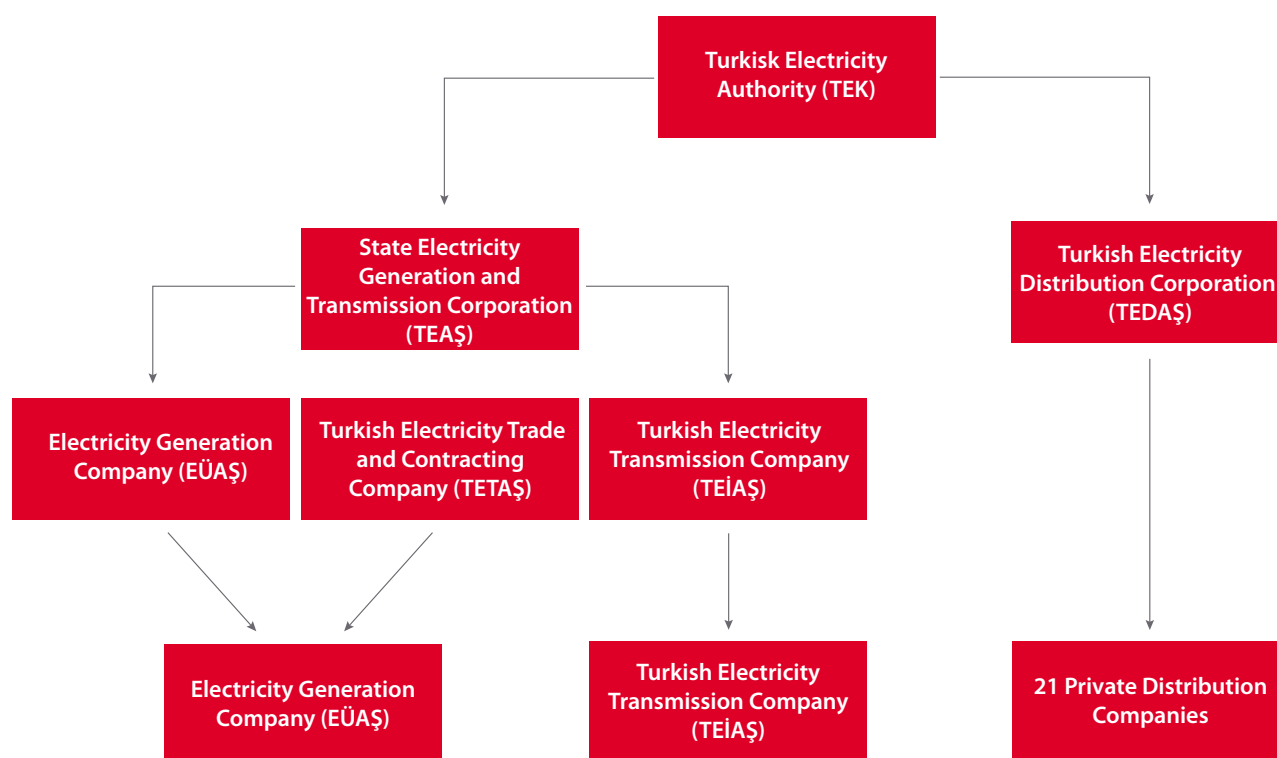 Turkisk Electricity
Authority (TEK)
State Electricity
Generation and
Transmission Corporation
(TEAŞ)
Turkish Electricity
Distribution Corporation
(TEDAŞ)
Electricity Generation
Company (EÜAŞ)
Turkish Electricity Trade
and Contracting
Company (TETAŞ)
Turkish Electricity
Transmission Company
(TEİAŞ)
Electricity Generation
Company (EÜAŞ)
Turkish Electricity
Transmission Company
(TEİAŞ)
21 Private Distribution
Companies